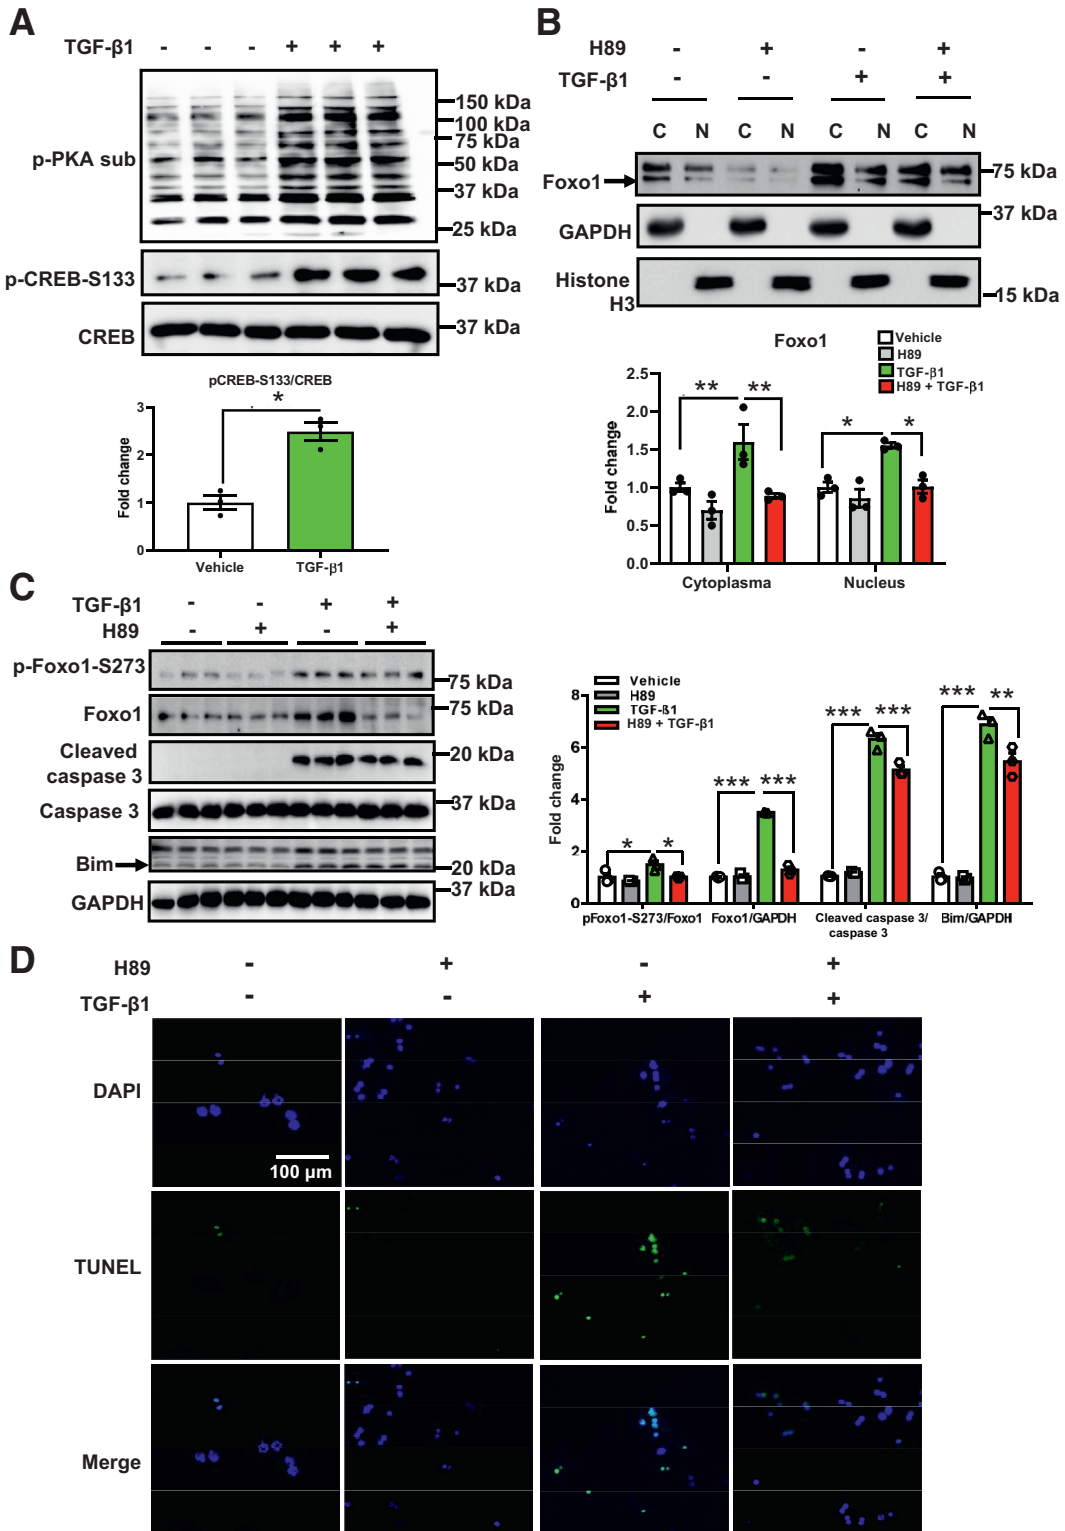 A
TGF-β1 - - - + + +
p-PKA sub
150 kDa
100 kDa
75 kDa
50 kDa
37 kDa
25 kDa
p-CREB-S133
37 kDa
CREB
37 kDa
pCREB-S133/CREB
*
Fold change
3
2
1
0
Vehicle
TGF-β1
B
H89 - + - +
TGF-β1 - - + +
C N C N C N C N
Foxo1
75 kDa
GAPDH
37 kDa
Histone
H3
15 kDa
Foxo1
Vehicle
H89
TGF-β1
H89 + TGF-β1
Fold change
2.5
2.0
1.5
1.0
0.5
0.0
** **
* *
Cytoplasma
Nucleus
C
TGF-β1 - - + +
H89 - + - +
p-Foxo1-S273
75 kDa
Foxo1
75 kDa
Cleaved
caspase 3
20 kDa
Caspase 3
37 kDa
Bim
20 kDa
GAPDH
37 kDa
Vehicle
H89
TGF-ß1
H89 + TGF-β1
Fold change
8
6
4
2
0
* *
*** ***
*** ***
*** **
pFoxo1-S273/Foxo1
Foxo1/GAPDH
Cleaved caspase 3/
caspase 3
Bim/GAPDH
D
H89 - + - +
TGF-β1 - - + +
DAPI
100 µm
TUNEL
Merge